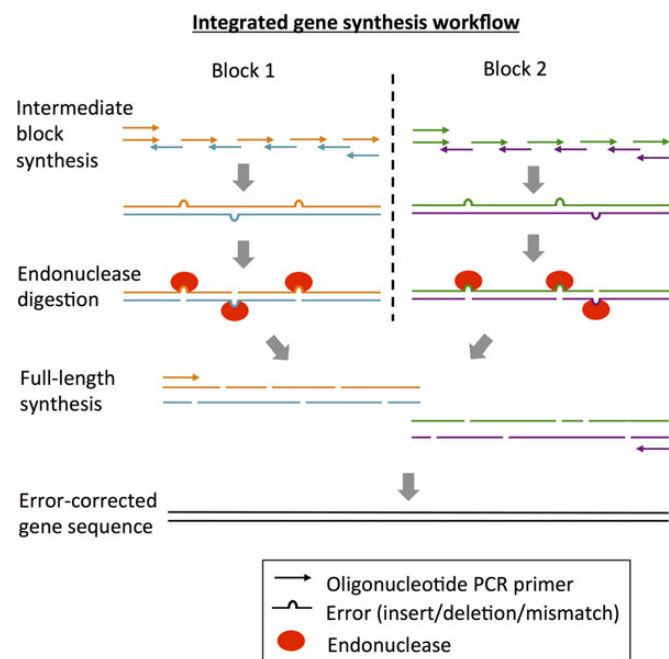 Integrated gene synthesis workflow
Block 1
Block 2
Intermediate
block
synthesis
Endonuclease
digestion
Full-length
synthesis
Error-corrected
gene sequence
Oligonucleotide PCR primer
Error (insert/deletion/mismatch)
Endonuclease